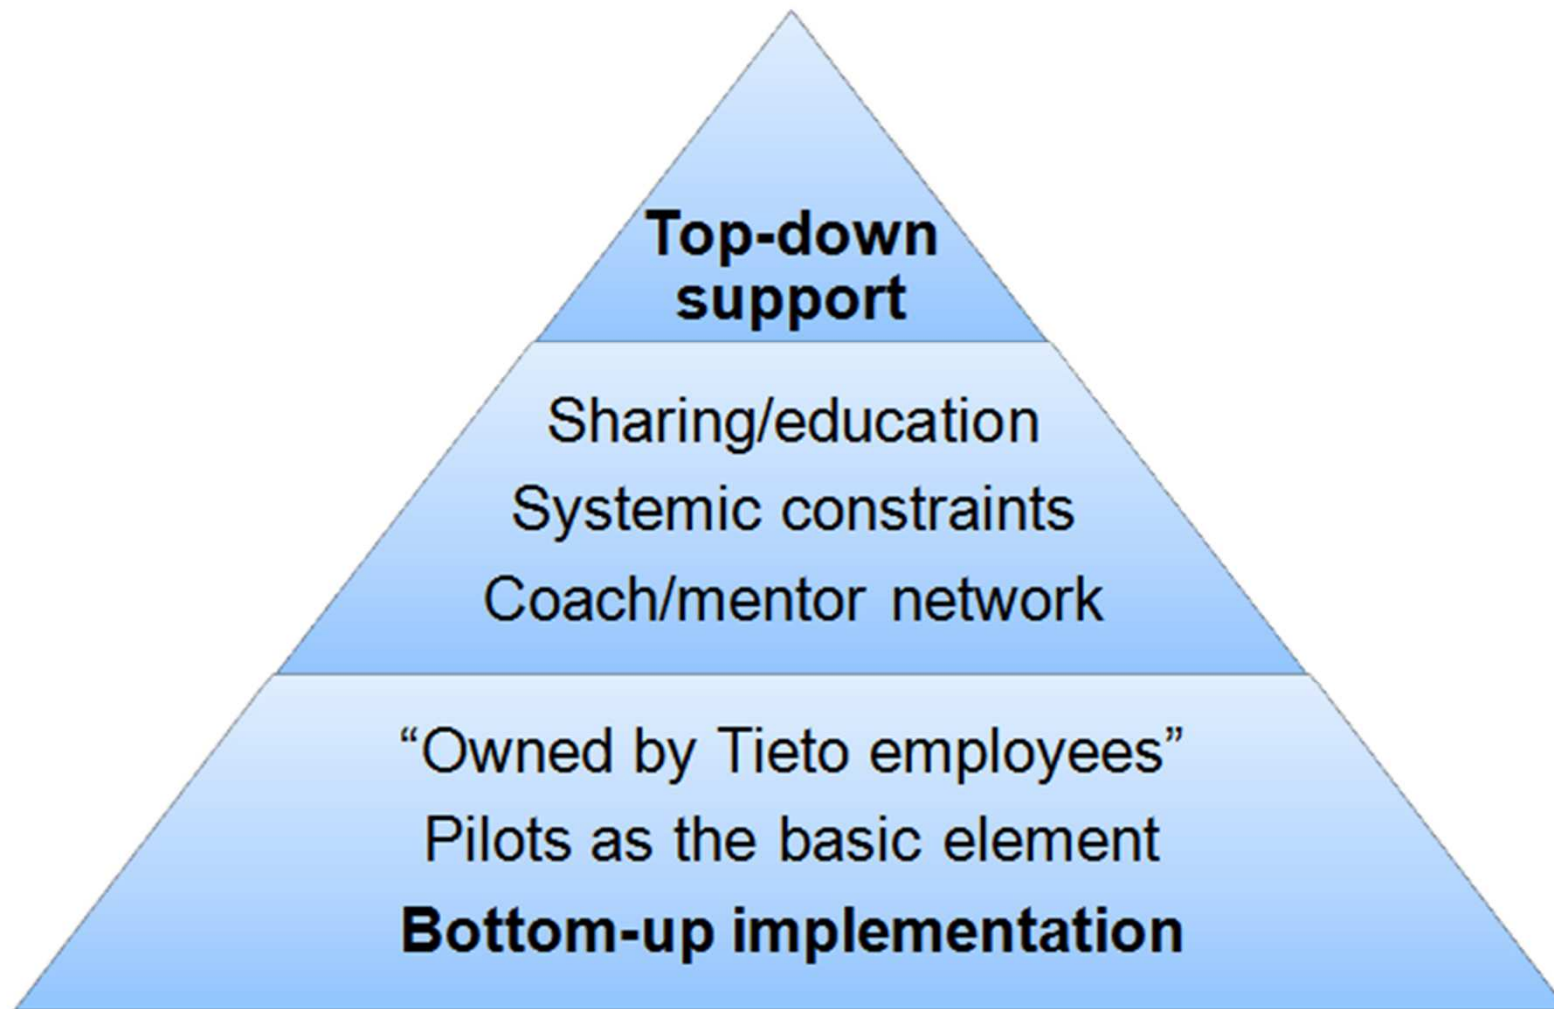 Top-down
support
Sharing/education
Systemic constraints
Coach/mentor network
“Owned by Tieto employees”
Pilots as the basic element
Bottom-up implementation